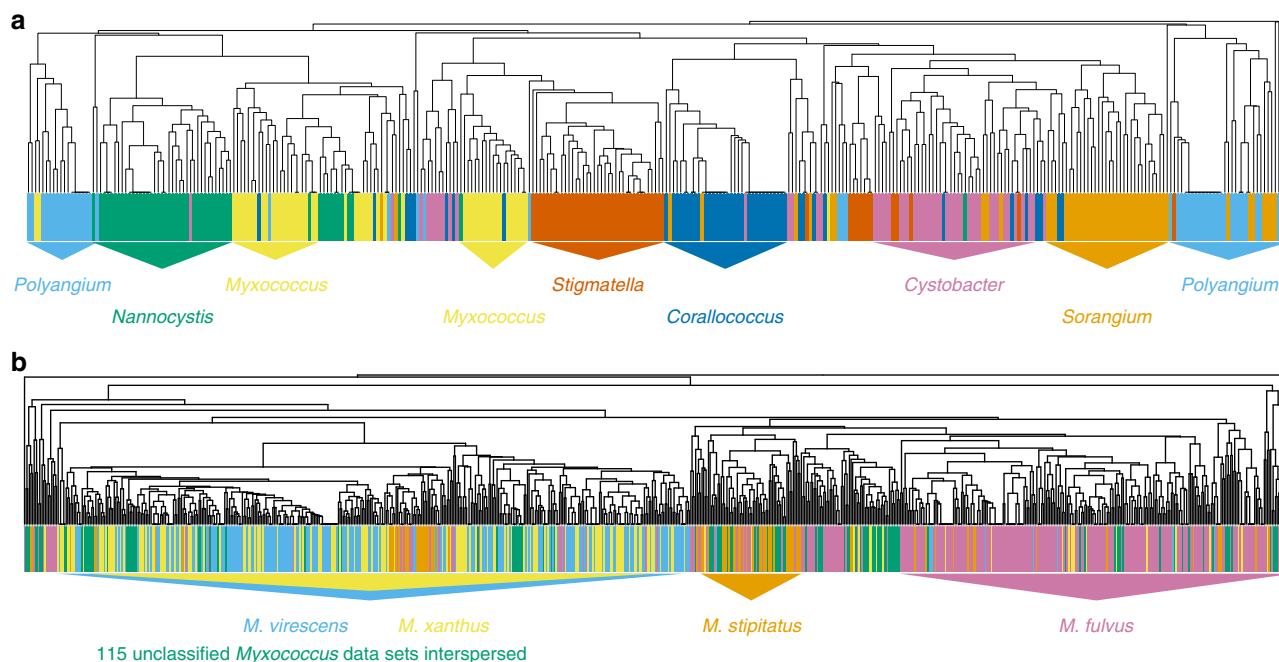 a
Polyangium Myxococcus Stigmatella Cystobacter Polyangium
Nannocystis Myxococcus Corallococcus Sorangium
b
M. virescens M. xanthus M. stipitatus M. fulvus
115 unclassified Myxococcus data sets interspersed